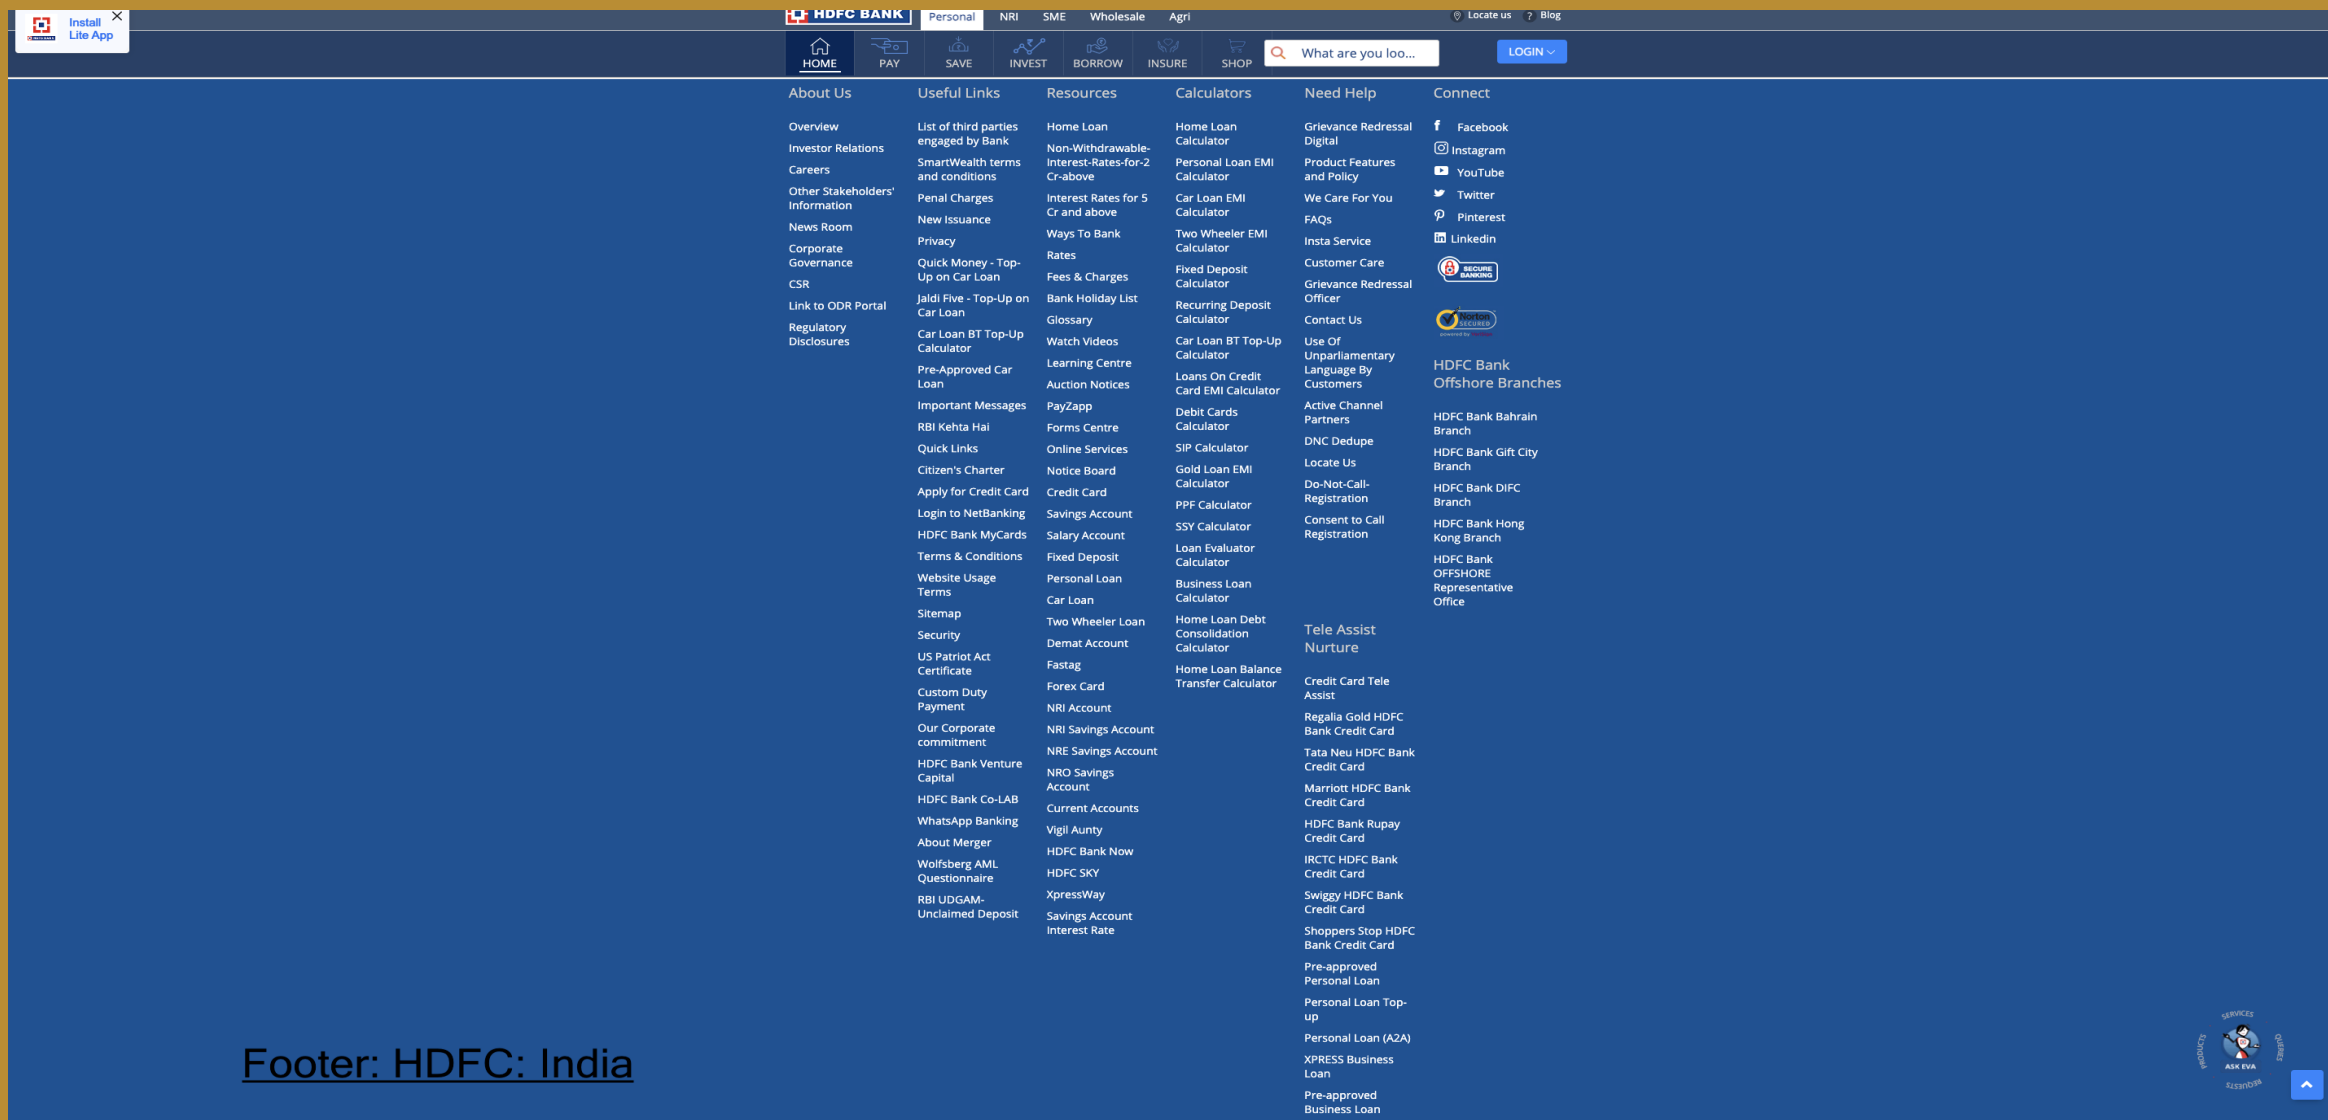 Install
Lite App
HDFC BANK
Personal
NRI
SME
Wholesale
Agri
Locate us
? Blog
HOME
PAY
SAVE
INVEST
BORROW
INSURE
SHOP
What are you loo...
LOGIN
About Us
Overview
Investor Relations
Careers
Other Stakeholders'
Information
News Room
Corporate
Governance
CSR
Link to ODR Portal
Regulatory
Disclosures
Useful Links
List of third parties
engaged by Bank
SmartWealth terms
and conditions
Penal Charges
New Issuance
Privacy
Quick Money - Top-
Up on Car Loan
Jaldi Five - Top-Up on
Car Loan
Car Loan BT Top-Up
Calculator
Pre-Approved Car
Loan
Important Messages
RBI Kehta Hai
Quick Links
Citizen's Charter
Apply for Credit Card
Login to NetBanking
HDFC Bank MyCards
Terms & Conditions
Website Usage
Terms
Sitemap
Security
US Patriot Act
Certificate
Custom Duty
Payment
Our Corporate
commitment
HDFC Bank Venture
Capital
HDFC Bank Co-LAB
WhatsApp Banking
About Merger
Wolfsberg AML
Questionnaire
RBI UDGAM-
Unclaimed Deposit
Resources
Home Loan
Non-Withdrawable-
Interest-Rates-for-2
Cr-above
Interest Rates for 5
Cr and above
Ways To Bank
Rates
Fees & Charges
Bank Holiday List
Glossary
Watch Videos
Learning Centre
Auction Notices
PayZapp
Forms Centre
Online Services
Notice Board
Credit Card
Savings Account
Salary Account
Fixed Deposit
Personal Loan
Car Loan
Two Wheeler Loan
Demat Account
Fastag
Forex Card
NRI Account
NRI Savings Account
NRE Savings Account
NRO Savings
Account
Current Accounts
Vigil Aunty
HDFC Bank Now
HDFC SKY
XpressWay
Savings Account
Interest Rate
Calculators
Home Loan
Calculator
Personal Loan EMI
Calculator
Car Loan EMI
Calculator
Two Wheeler EMI
Calculator
Fixed Deposit
Calculator
Recurring Deposit
Calculator
Car Loan BT Top-Up
Calculator
Loans On Credit
Card EMI Calculator
Debit Cards
Calculator
SIP Calculator
Gold Loan EMI
Calculator
PPF Calculator
SSY Calculator
Loan Evaluator
Calculator
Business Loan
Calculator
Home Loan Debt
Consolidation
Calculator
Home Loan Balance
Transfer Calculator
Need Help
Grievance Redressal
Digital
Product Features
and Policy
We Care For You
FAQs
Insta Service
Customer Care
Grievance Redressal
Officer
Contact Us
Use Of
Unparliamentary
Language By
Customers
Active Channel
Partners
DNC Dedupe
Locate Us
Do-Not-Call-
Registration
Consent to Call
Registration
Tele Assist
Nurture
Credit Card Tele
Assist
Regalia Gold HDFC
Bank Credit Card
Tata Neu HDFC Bank
Credit Card
Marriott HDFC Bank
Credit Card
HDFC Bank Rupay
Credit Card
IRCTC HDFC Bank
Credit Card
Swiggy HDFC Bank
Credit Card
Shoppers Stop HDFC
Bank Credit Card
Pre-approved
Personal Loan
Personal Loan Top-
up
Personal Loan (A2A)
XPRESS Business
Loan
Pre-approved
Business Loan
Connect
Facebook
Instagram
YouTube
Twitter
Pinterest
Linkedin
SECURE
BANKING
Norton
SECURED
powered by
HDFC Bank
Offshore Branches
HDFC Bank Bahrain
Branch
HDFC Bank Gift City
Branch
HDFC Bank DIFC
Branch
HDFC Bank Hong
Kong Branch
HDFC Bank
OFFSHORE
Representative
Office
Footer: HDFC: India
SERVICES
PRODUCTS
QUERIES
ASK EVA
REQUESTS